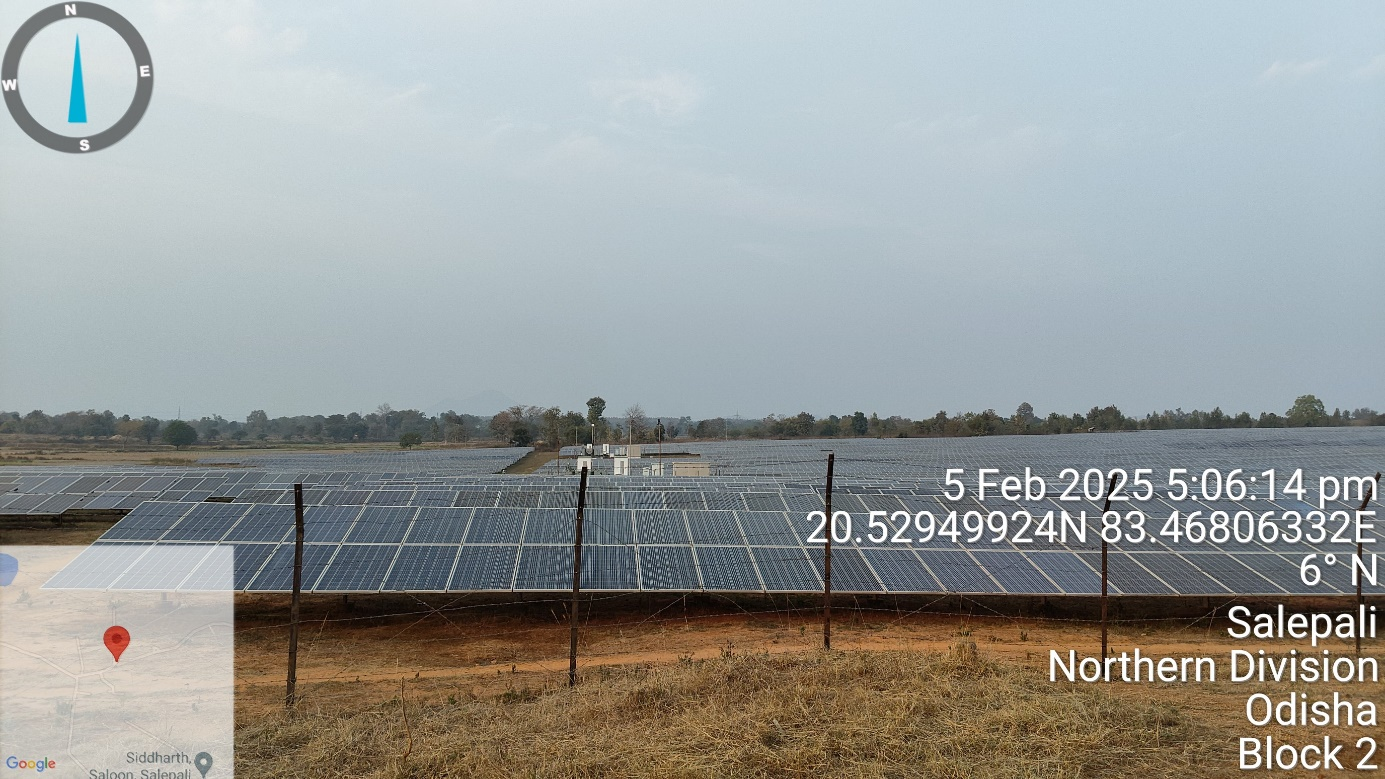 N
W
E
S
5 Feb 2025 5:06:14 pm
20.52949924N 83.46806332E
6° N
Salepali
Northern Division
Odisha
Block 2
Siddharth,
Saloon, Salepali
Google